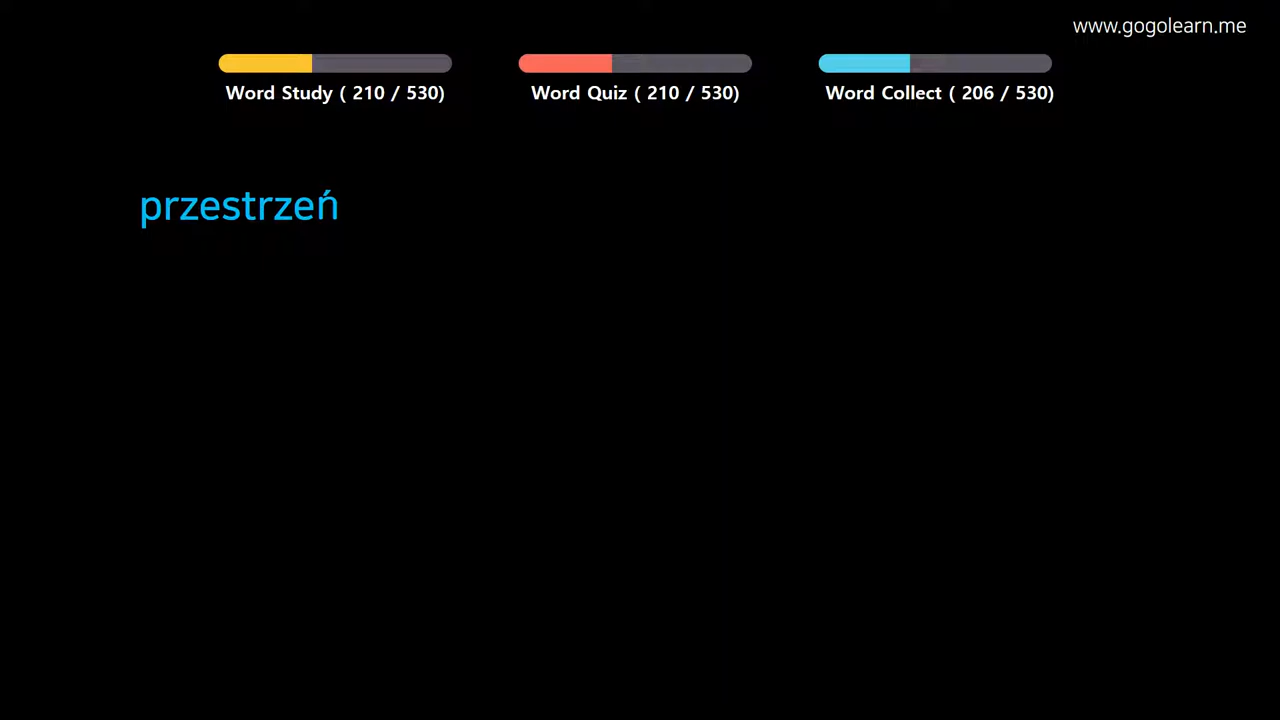 www.gogolearn.me
Word Study ( 210 / 530)
Word Quiz ( 210 / 530)
Word Collect ( 206 / 530)
przestrzeń